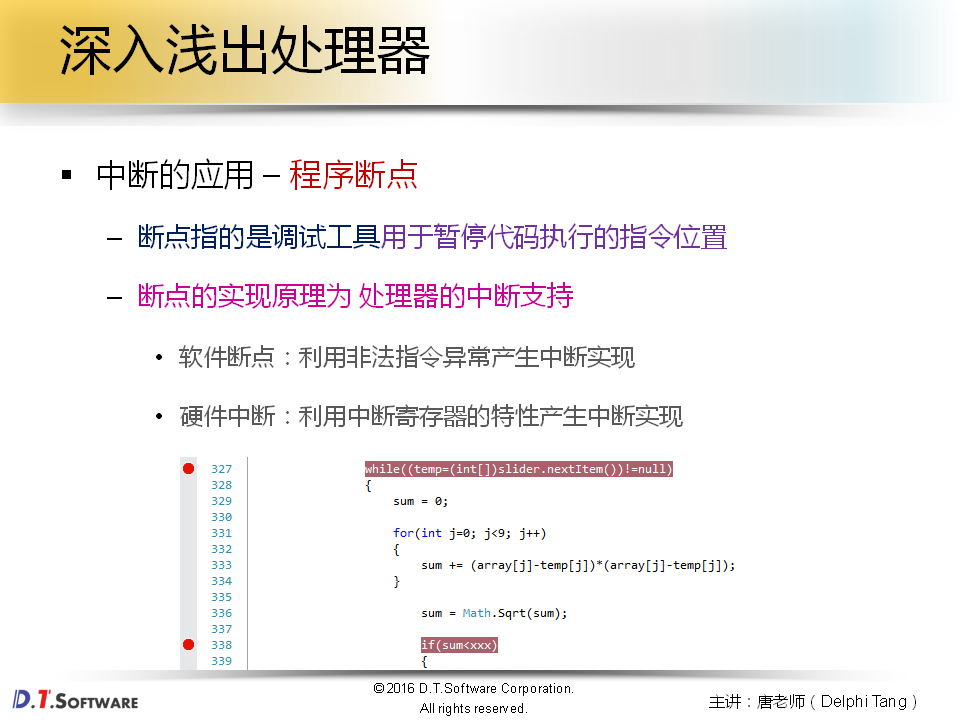 深入浅出处理器
▪ 中断的应用 – 程序断点
– 断点指的是调试工具用于暂停代码执行的指令位置
– 断点的实现原理为 处理器的中断支持
• 软件断点：利用非法指令异常产生中断实现
• 硬件中断：利用中断寄存器的特性产生中断实现
327 while((temp=(int[])slider.nextItem())!=null)
328 {
329 sum = 0;
330
331 for(int j=0; j<9; j++)
332 {
333 sum += (array[j]-temp[j])*(array[j]-temp[j]);
334 }
335
336 sum = Math.Sqrt(sum);
337
338 if(sum<xxx)
339 {
D.T.SOFTWARE
©2016 D.T.Software Corporation.
All rights reserved.
主讲：唐老师（Delphi Tang）